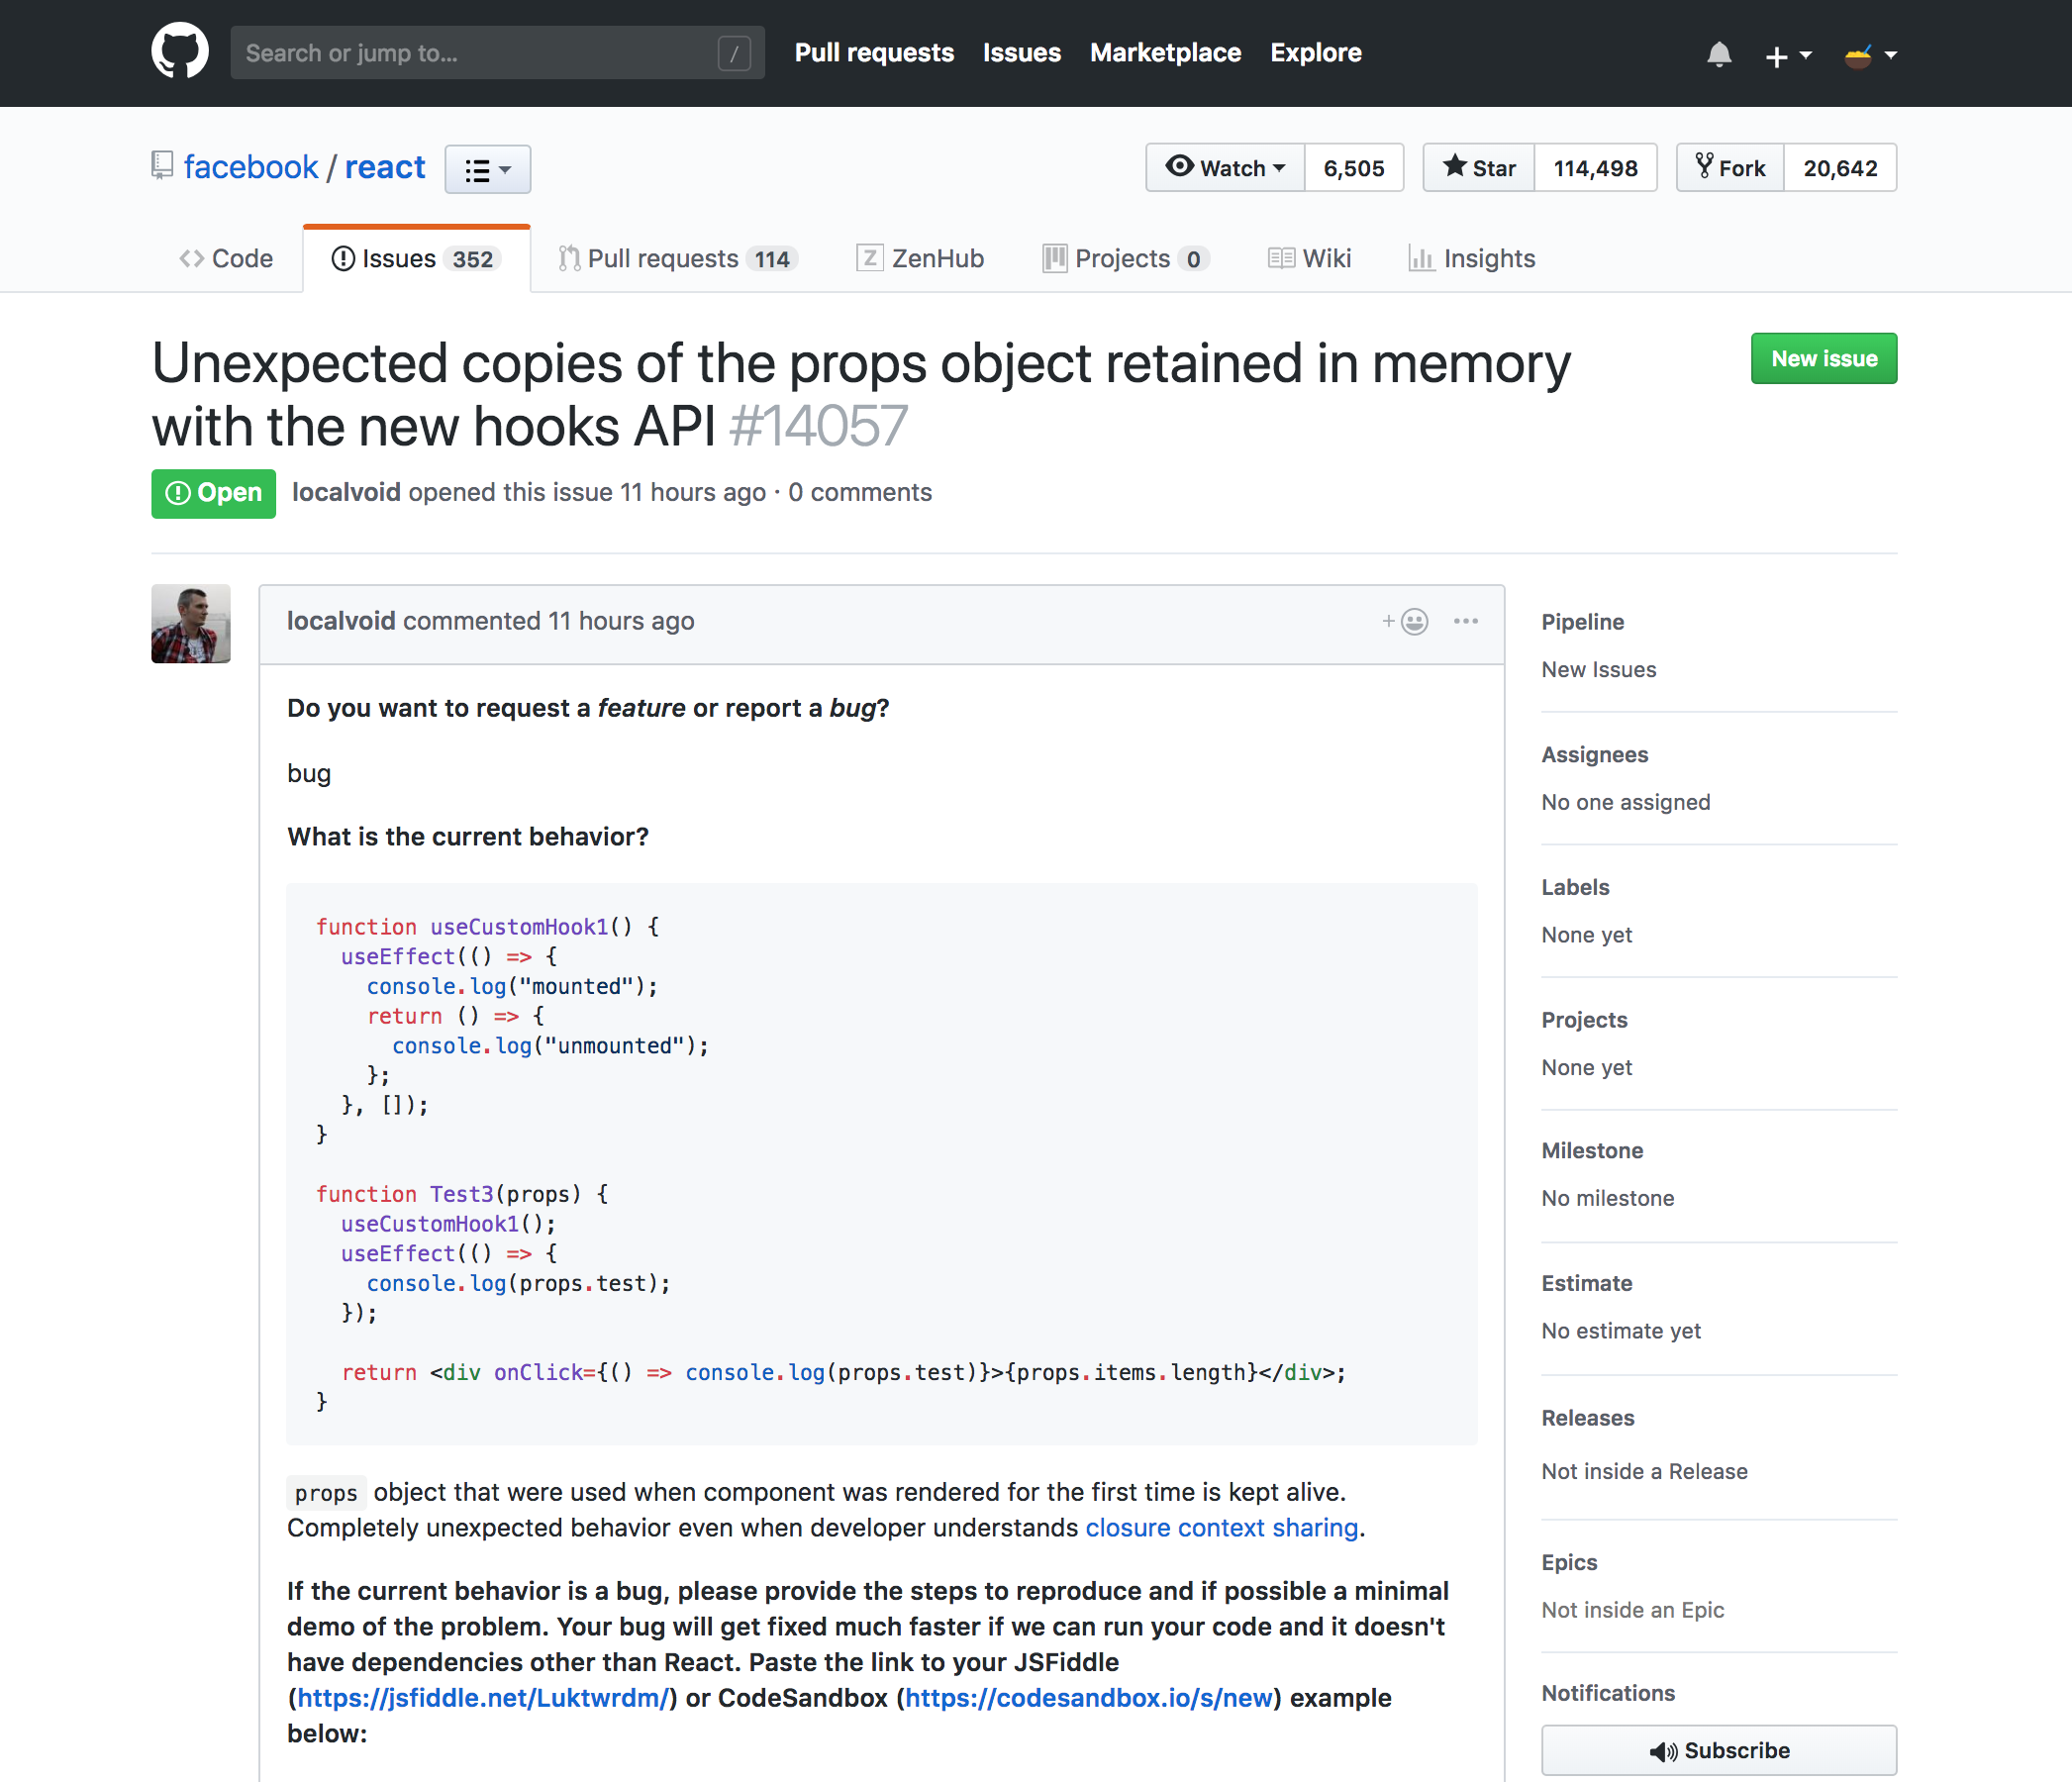 Search or jump to...
/
Pull requests
Issues
Marketplace
Explore
facebook / react
Watch
6,505
Star
114,498
Fork
20,642
Code
Issues 352
Pull requests 114
Z ZenHub
Projects 0
Wiki
Insights
Unexpected copies of the props object retained in memory
with the new hooks API #14057
New issue
Open
localvoid opened this issue 11 hours ago · 0 comments
localvoid commented 11 hours ago
Do you want to request a feature or report a bug?
bug
What is the current behavior?
function useCustomHook1() {
  useEffect(() => {
    console.log("mounted");
    return () => {
      console.log("unmounted");
    };
  }, []);
}
function Test3(props) {
  useCustomHook1();
  useEffect(() => {
    console.log(props.test);
  });
  return <div onClick={() => console.log(props.test)}>{props.items.length}</div>;
}
props object that were used when component was rendered for the first time is kept alive.
Completely unexpected behavior even when developer understands closure context sharing.
If the current behavior is a bug, please provide the steps to reproduce and if possible a minimal
demo of the problem. Your bug will get fixed much faster if we can run your code and it doesn't
have dependencies other than React. Paste the link to your JSFiddle
(https://jsfiddle.net/Luktwrdm/) or CodeSandbox (https://codesandbox.io/s/new) example
below:
Pipeline
New Issues
Assignees
No one assigned
Labels
None yet
Projects
None yet
Milestone
No milestone
Estimate
No estimate yet
Releases
Not inside a Release
Epics
Not inside an Epic
Notifications
Subscribe